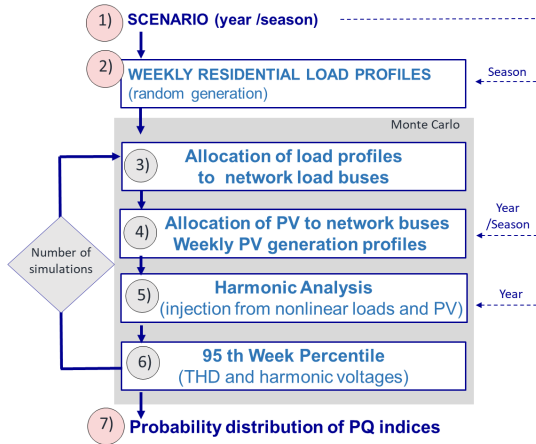 1) SCENARIO (year /season)
2) WEEKLY RESIDENTIAL LOAD PROFILES
(random generation)
Season
Monte Carlo
3) Allocation of load profiles
to network load buses
4) Allocation of PV to network buses
Weekly PV generation profiles
Year
/Season
Number of
simulations
5) Harmonic Analysis
(injection from nonlinear loads and PV)
Year
6) 95 th Week Percentile
(THD and harmonic voltages)
7) Probability distribution of PQ indices